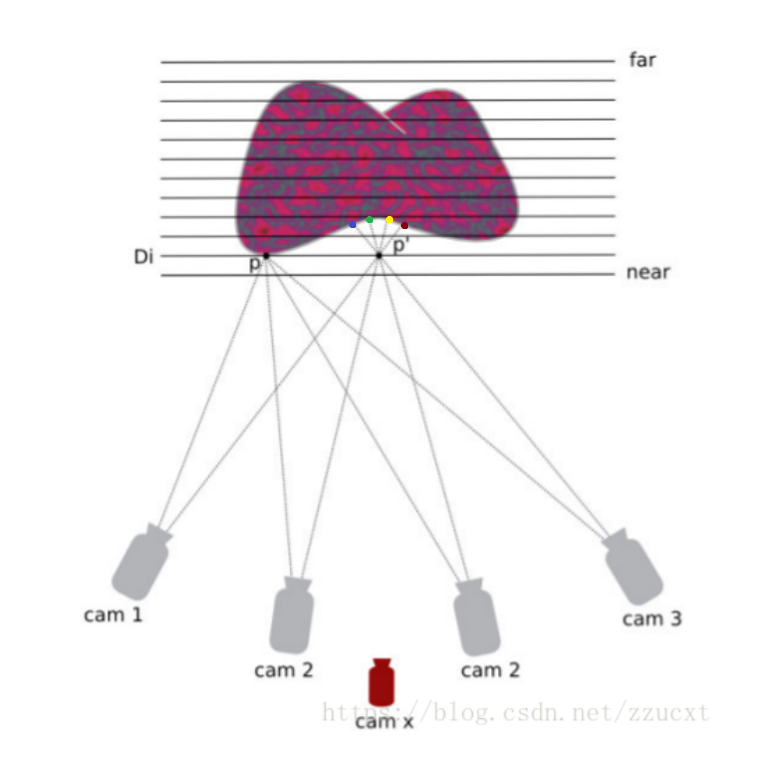 far
Di
p
p'
near
cam 1
cam 3
cam 2
cam 2
https://blog.csdn.net/zzucxt
cam x